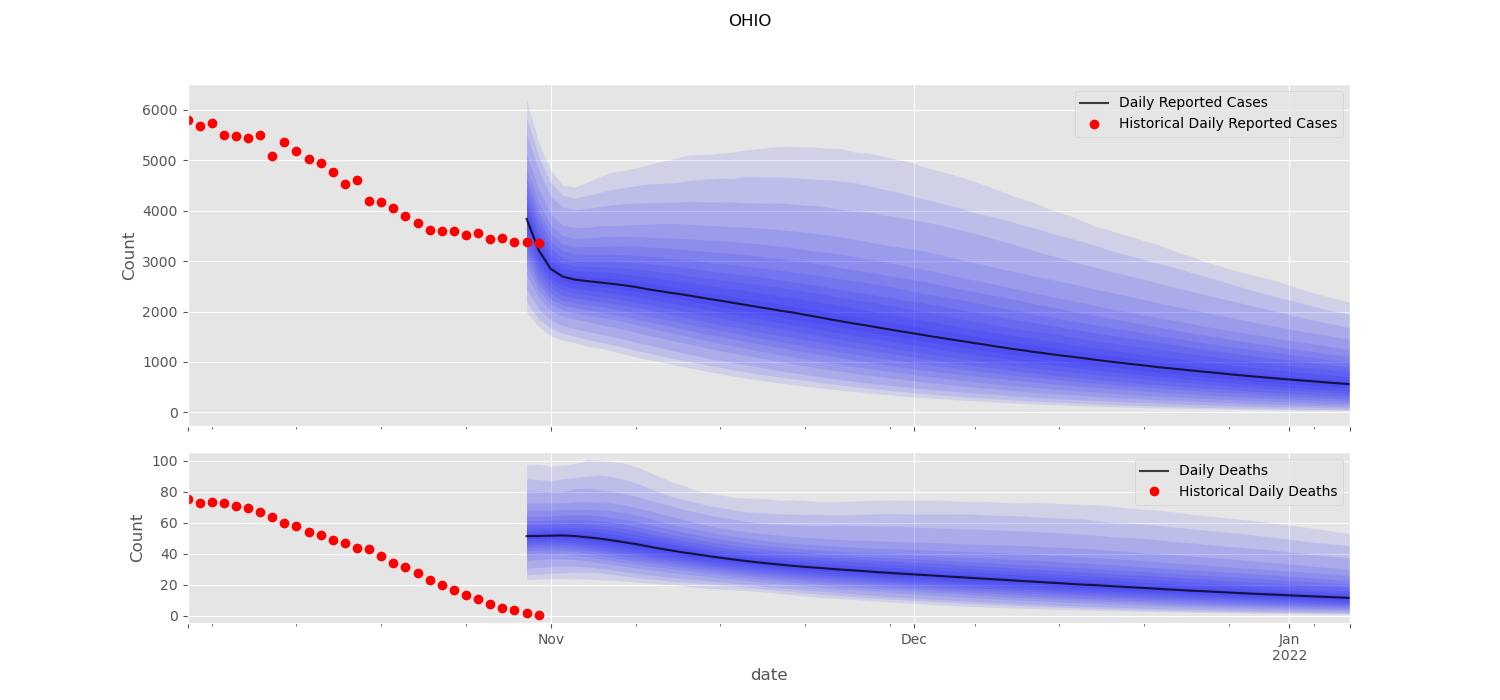 OHIO
6000
5000
4000
3000
2000
1000
0
Count
Daily Reported Cases
Historical Daily Reported Cases
100
80
60
40
20
0
Count
Daily Deaths
Historical Daily Deaths
Nov
Dec
Jan
2022
date